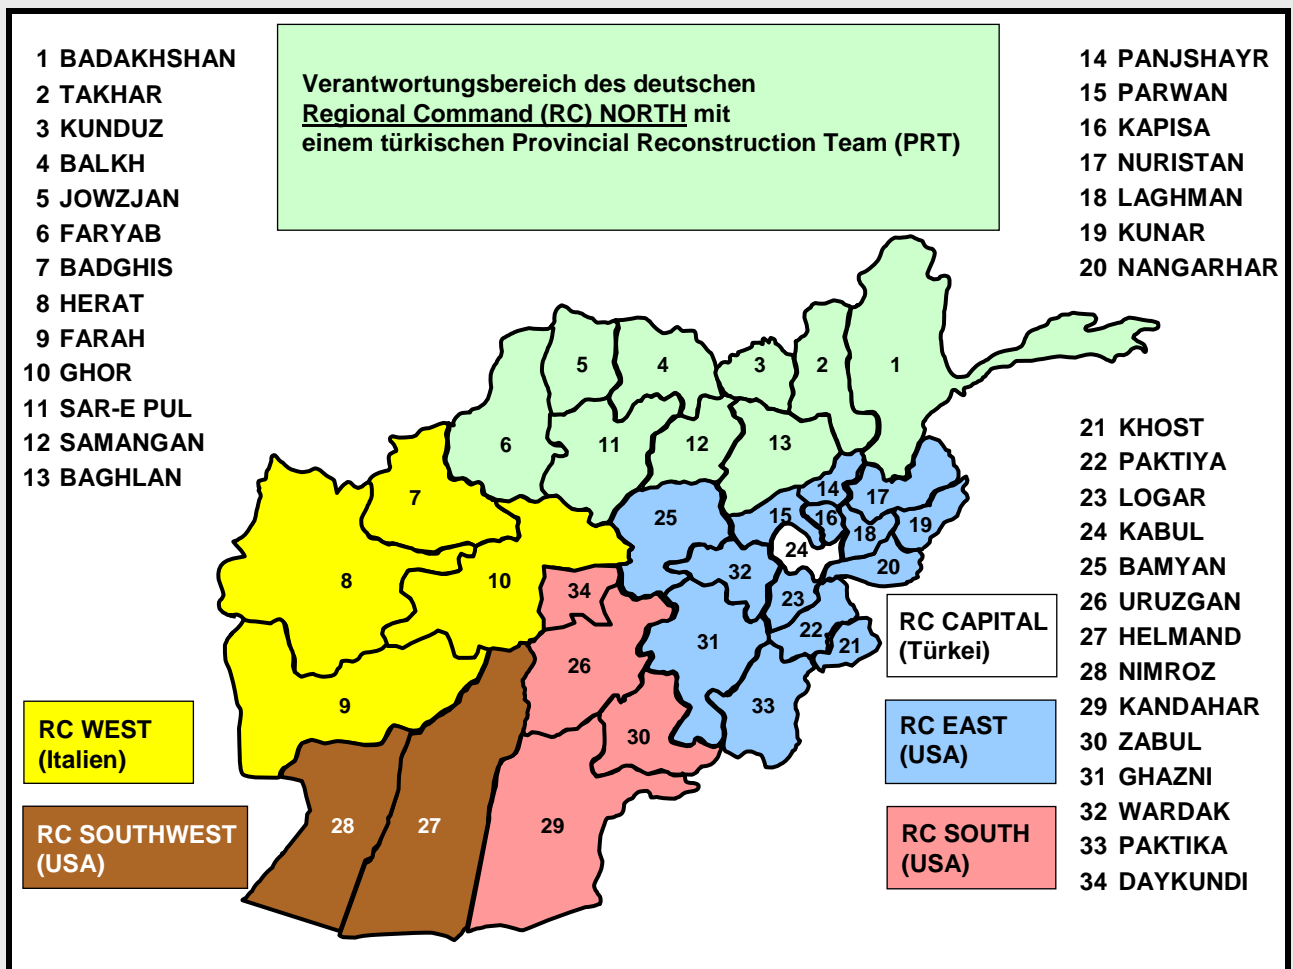 1 BADAKHSHAN
2 TAKHAR
3 KUNDUZ
4 BALKH
5 JOWZJAN
6 FARYAB
7 BADGHIS
8 HERAT
9 FARAH
10 GHOR
11 SAR-E PUL
12 SAMANGAN
13 BAGHLAN
Verantwortungsbereich des deutschen
Regional Command (RC) NORTH mit
einem türkischen Provincial Reconstruction Team (PRT)
14 PANJSHAYR
15 PARWAN
16 KAPISA
17 NURISTAN
18 LAGHMAN
19 KUNAR
20 NANGARHAR
21 KHOST
22 PAKTIYA
23 LOGAR
24 KABUL
25 BAMYAN
26 URUZGAN
27 HELMAND
28 NIMROZ
29 KANDAHAR
30 ZABUL
31 GHAZNI
32 WARDAK
33 PAKTIKA
34 DAYKUNDI
5
4
3
2
1
6
11
12
13
7
25
14
17
15
16
18
19
24
20
8
10
34
32
23
22
21
31
26
9
33
30
28
27
29
RC CAPITAL
(Türkei)
RC WEST
(Italien)
RC EAST
(USA)
RC SOUTHWEST
(USA)
RC SOUTH
(USA)